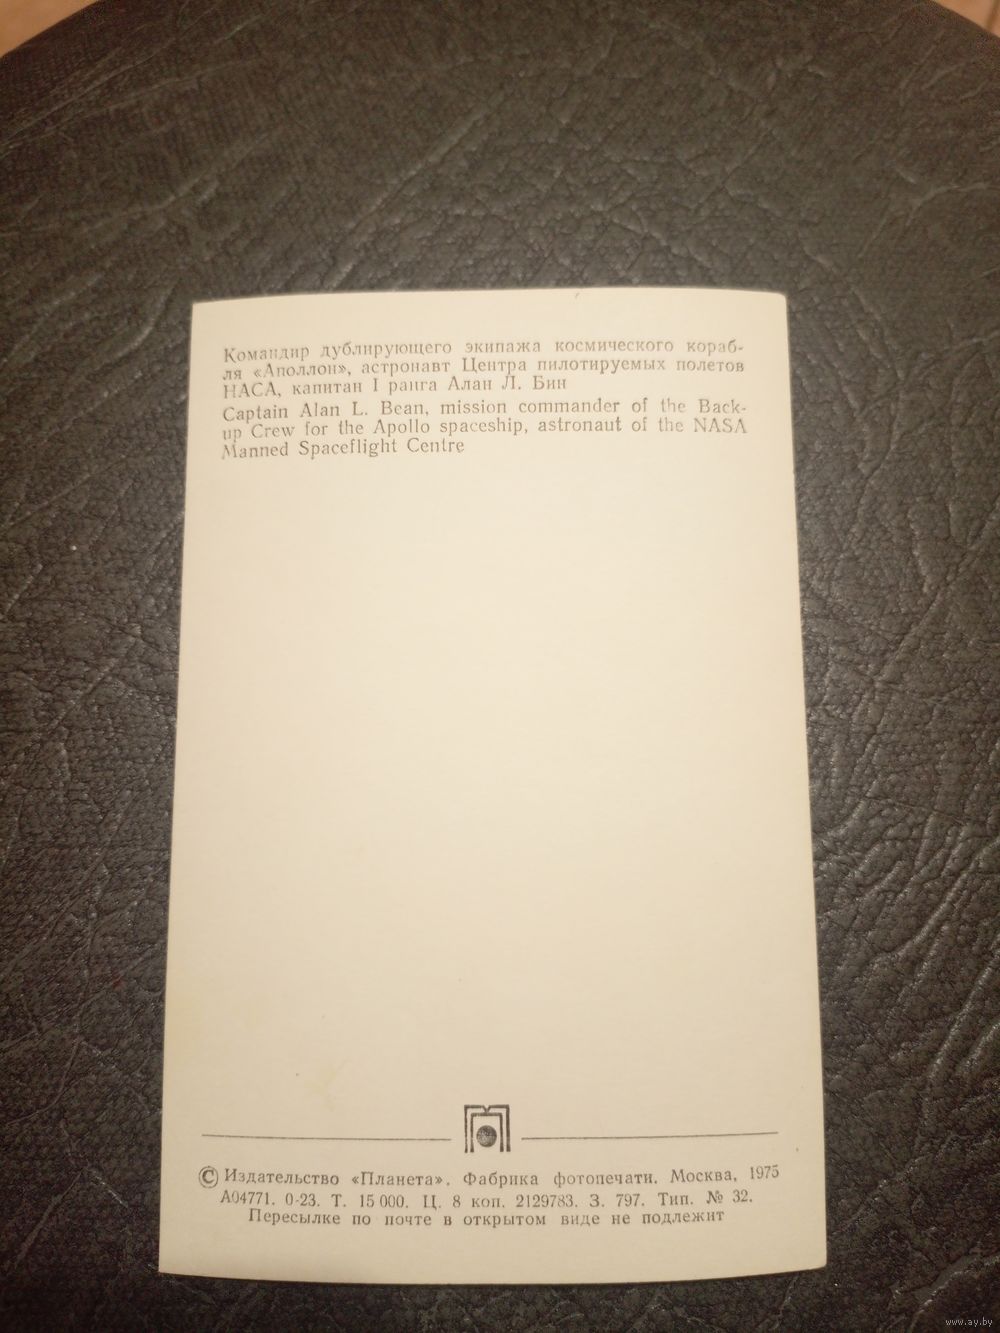 Командир дублирующего экипажа космического кораб-
ля «Аполлон», астронавт Центра пилотируемых полетов
НАСА, капитан I ранга Алан Л. Бин
Captain Alan L. Bean, mission commander of the Back-
up Crew for the Apollo spaceship, astronaut of the NASA
Manned Spaceflight Centre
© Издательство «Планета». Фабрика фотопечати. Москва, 1975
А04771. 0-23. Т. 15 000. Ц. 8 коп. 2129783. З. 797. Тип. № 32.
Пересылке по почте в открытом виде не подлежит
www.ay.by